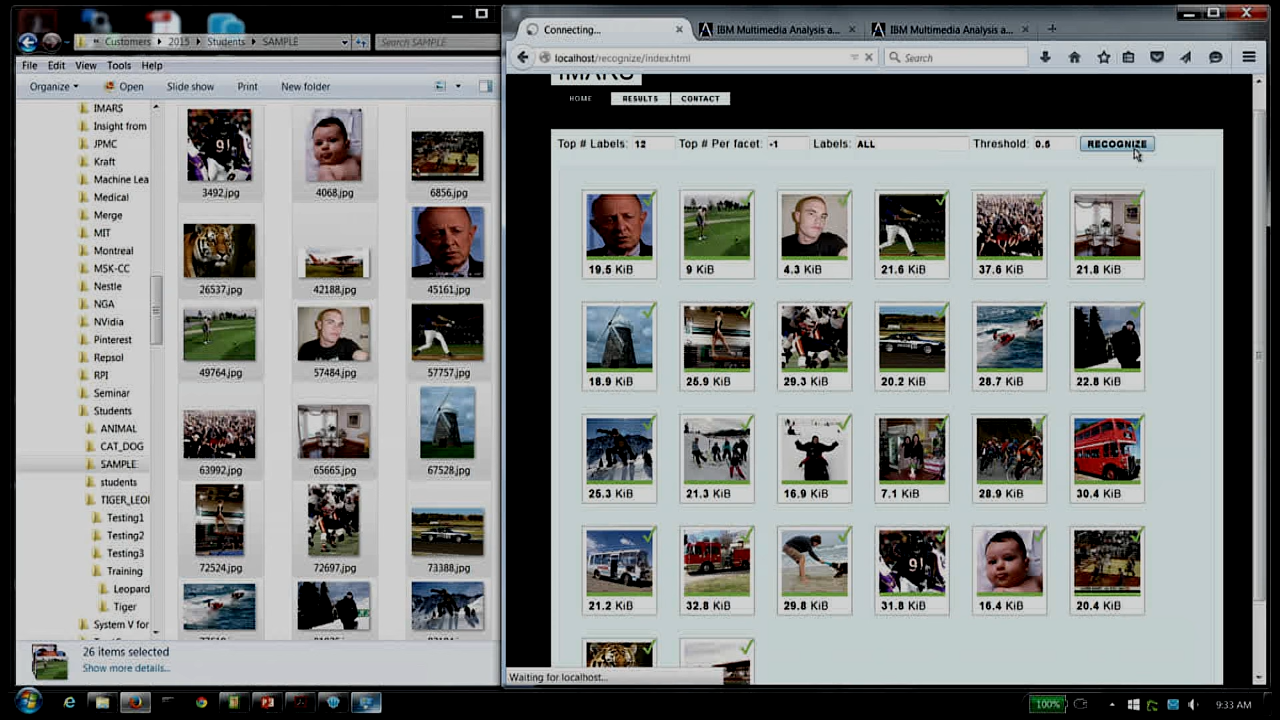 « Customers ▸ 2015 ▸ Students ▸ SAMPLE
Search SAMPLE
File Edit View Tools Help
Organize Open Slide show Print New folder
IMARS
Insight from
JPMC
Kraft
Machine Lea
Medical
Merge
MIT
Montreal
MSK-CC
Nestle
NGA
NVidia
Pinterest
Repsol
RPI
Seminar
Students
ANIMAL
CAT_DOG
SAMPLE
students
TIGER_LEO
Testing1
Testing2
Testing3
Training
Leopard
Tiger
System V for
3492.jpg 4068.jpg 6856.jpg
26537.jpg 42188.jpg 45161.jpg
49764.jpg 57484.jpg 57757.jpg
63992.jpg 65665.jpg 67528.jpg
72524.jpg 72697.jpg 73388.jpg
26 items selected
Show more details...
Connecting...
IBM Multimedia Analysis a...
IBM Multimedia Analysis a...
localhost/recognize/index.html
Search
IMARS
HOME RESULTS CONTACT
Top # Labels: 12 Top # Per facet: -1 Labels: ALL Threshold: 0.5 RECOGNIZE
19.5 KiB 9 KiB 4.3 KiB 21.6 KiB 37.6 KiB 21.8 KiB
18.9 KiB 25.9 KiB 29.3 KiB 20.2 KiB 28.7 KiB 22.8 KiB
25.3 KiB 21.3 KiB 16.9 KiB 7.1 KiB 28.9 KiB 30.4 KiB
21.2 KiB 32.8 KiB 29.8 KiB 31.8 KiB 16.4 KiB 20.4 KiB
Waiting for localhost...
100%
9:33 AM